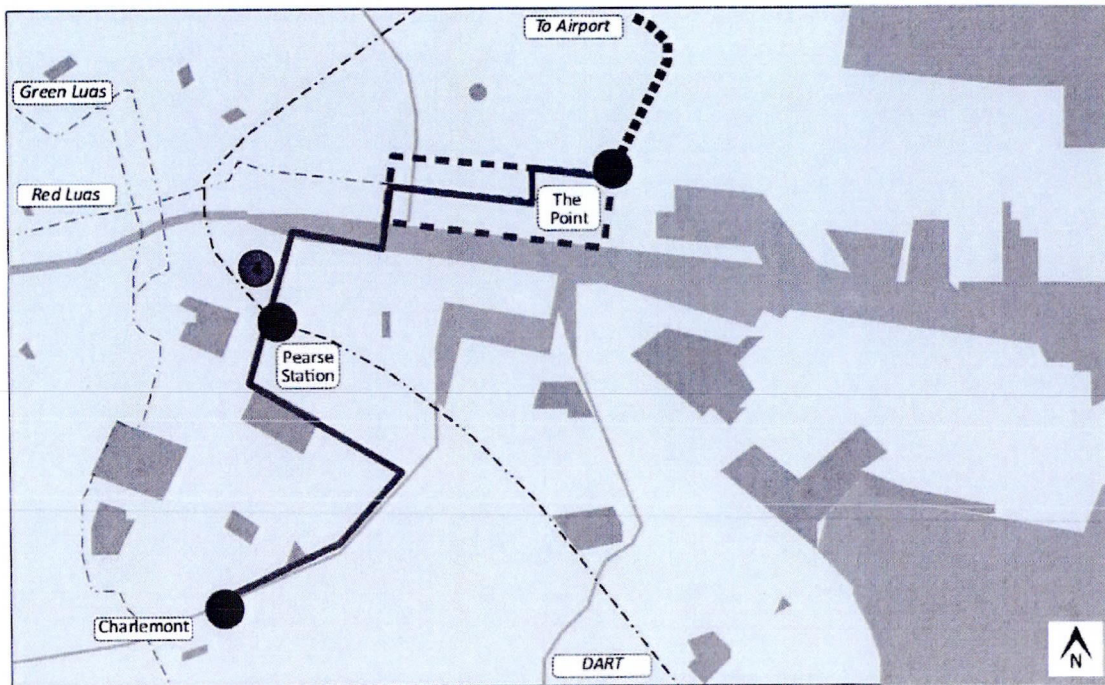 To Airport
Green Luas
Red Luas
The
Point
Pearse
Station
Charlemont
DART
N